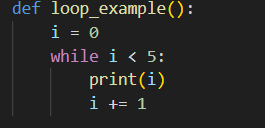 def loop_example():
    i = 0
    while i < 5:
        print(i)
        i += 1